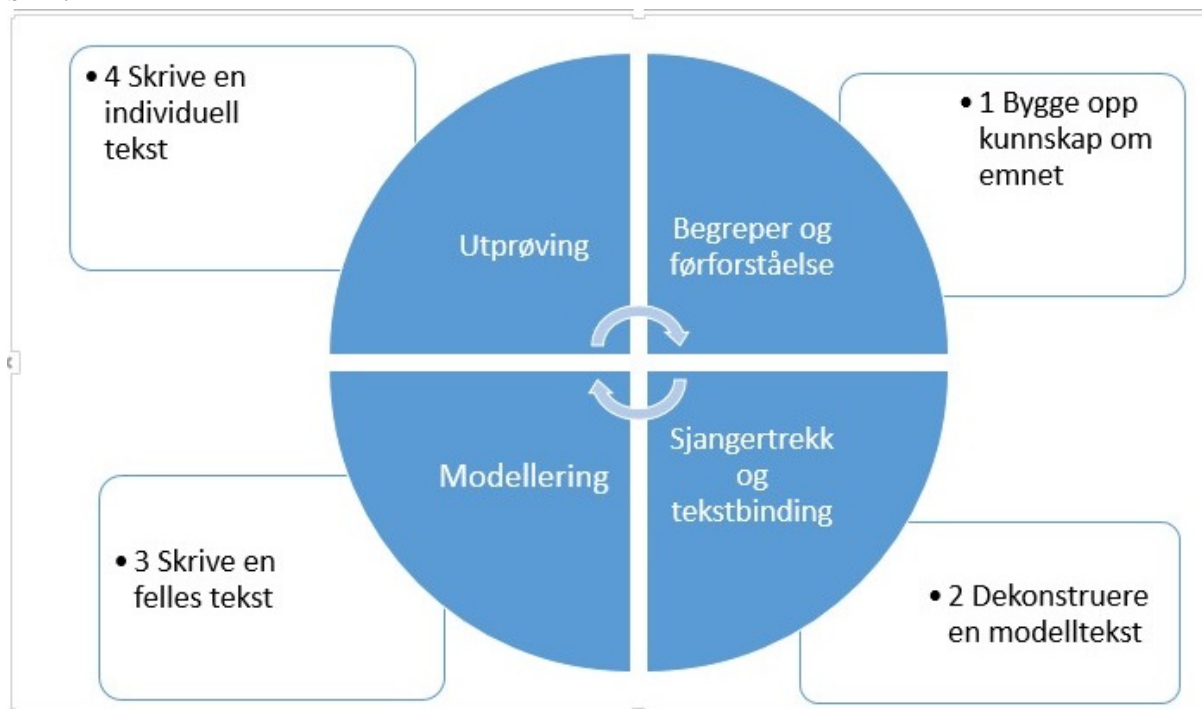 • 4 Skrive en
individuell
tekst
• 1 Bygge opp
kunnskap om
emnet
Utprøving
Begreper og
førforståelse
Modellering
Sjangertrekk
og
tekstbinding
• 3 Skrive en
felles tekst
• 2 Dekonstruere
en modelltekst